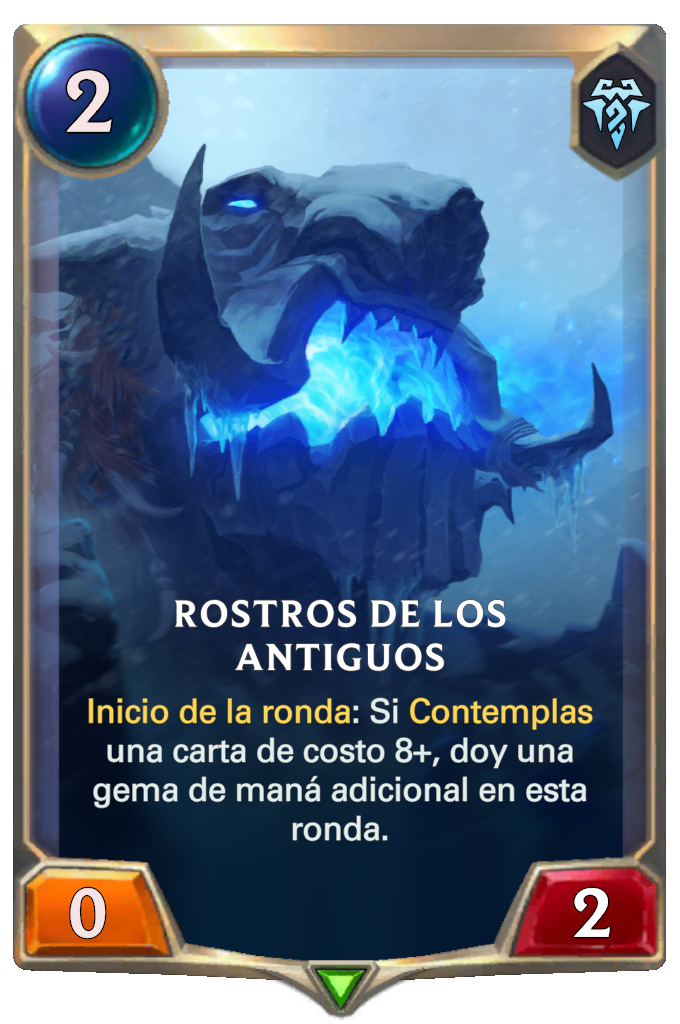 2
ROSTROS DE LOS
ANTIGUOS
Inicio de la ronda: Si Contemplas
una carta de costo 8+, doy una
gema de maná adicional en esta
ronda.
0
2